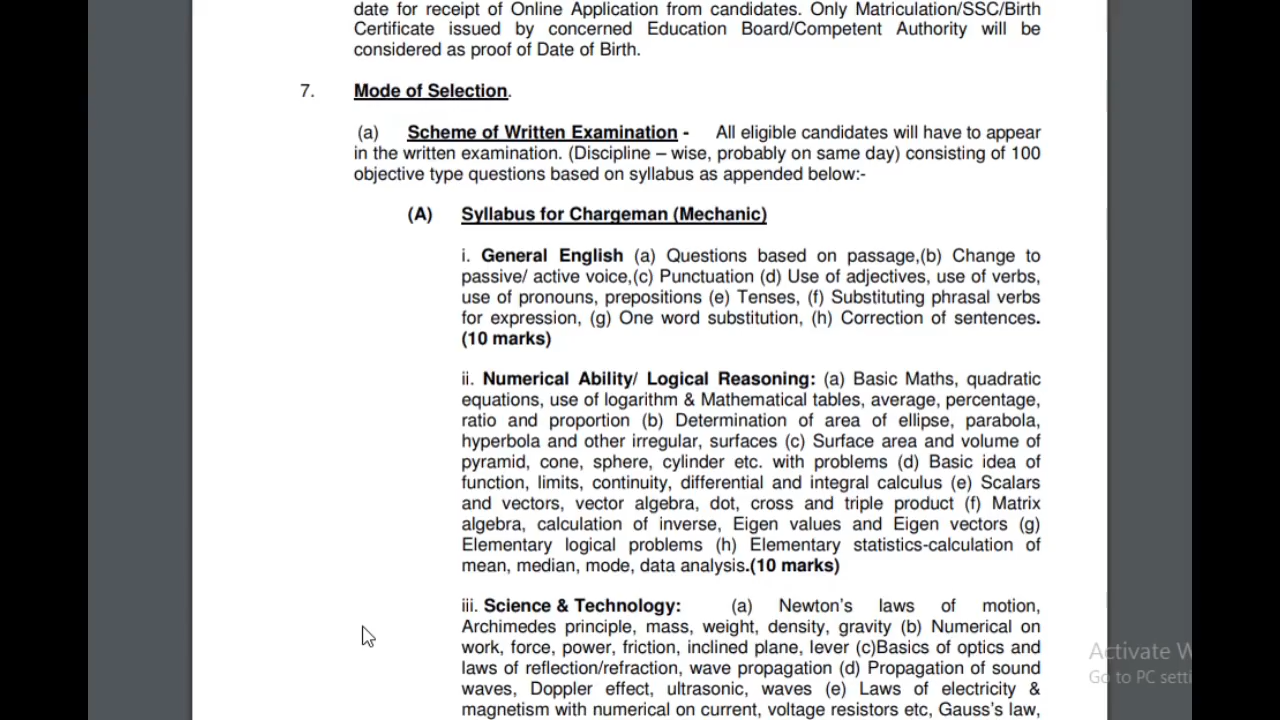 date for receipt of Online Application from candidates. Only Matriculation/SSC/Birth
Certificate issued by concerned Education Board/Competent Authority will be
considered as proof of Date of Birth.
7. Mode of Selection.
(a) Scheme of Written Examination - All eligible candidates will have to appear
in the written examination. (Discipline – wise, probably on same day) consisting of 100
objective type questions based on syllabus as appended below:-
(A) Syllabus for Chargeman (Mechanic)
i. General English (a) Questions based on passage,(b) Change to
passive/ active voice,(c) Punctuation (d) Use of adjectives, use of verbs,
use of pronouns, prepositions (e) Tenses, (f) Substituting phrasal verbs
for expression, (g) One word substitution, (h) Correction of sentences.
(10 marks)
ii. Numerical Ability/ Logical Reasoning: (a) Basic Maths, quadratic
equations, use of logarithm & Mathematical tables, average, percentage,
ratio and proportion (b) Determination of area of ellipse, parabola,
hyperbola and other irregular, surfaces (c) Surface area and volume of
pyramid, cone, sphere, cylinder etc. with problems (d) Basic idea of
function, limits, continuity, differential and integral calculus (e) Scalars
and vectors, vector algebra, dot, cross and triple product (f) Matrix
algebra, calculation of inverse, Eigen values and Eigen vectors (g)
Elementary logical problems (h) Elementary statistics-calculation of
mean, median, mode, data analysis.(10 marks)
iii. Science & Technology: (a) Newton's laws of motion,
Archimedes principle, mass, weight, density, gravity (b) Numerical on
work, force, power, friction, inclined plane, lever (c)Basics of optics and
laws of reflection/refraction, wave propagation (d) Propagation of sound
waves, Doppler effect, ultrasonic, waves (e) Laws of electricity &
magnetism with numerical on current, voltage resistors etc, Gauss's law,
Activate W
Go to PC setti